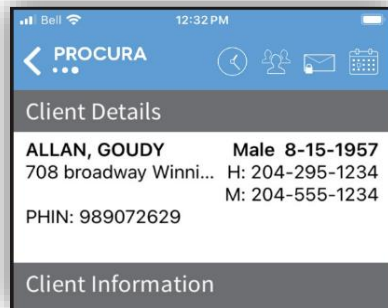 Bell 12:32 PM
PROCURA
Client Details
ALLAN, GOUDY Male 8-15-1957
708 broadway Winni... H: 204-295-1234
M: 204-555-1234
PHIN: 989072629
Client Information